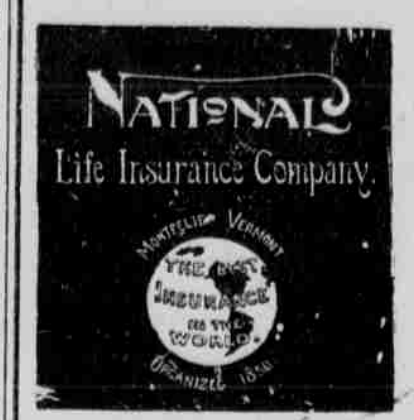 NATIONAL
Life Insurance Company.
MONTPELIER VERMONT
THE BEST
INSURANCE
IN THE
WORLD.
ORGANIZED 1850